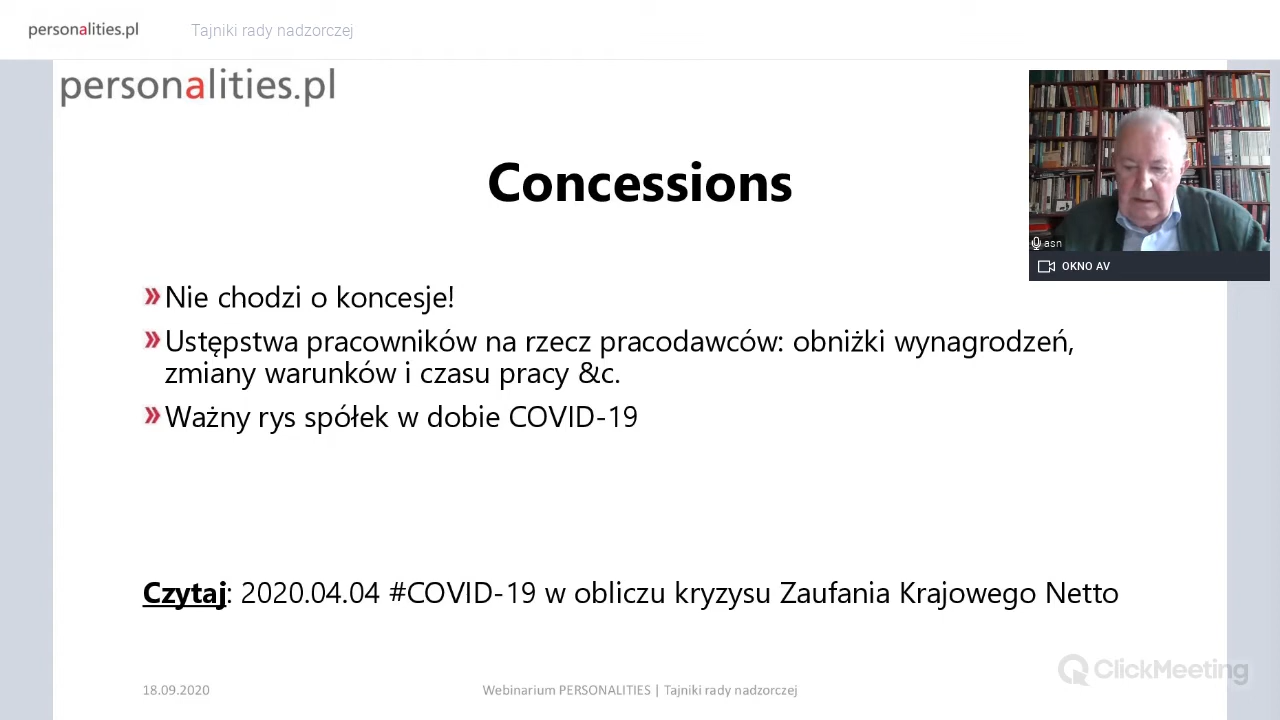 personalities.pl
Tajniki rady nadzorczej
personalities.pl
Concessions
asn
OKNO AV
Nie chodzi o koncesje!
Ustępstwa pracowników na rzecz pracodawców: obniżki wynagrodzeń,
zmiany warunków i czasu pracy &c.
Ważny rys spółek w dobie COVID-19
Czytaj: 2020.04.04 #COVID-19 w obliczu kryzysu Zaufania Krajowego Netto
ClickMeeting
18.09.2020
Webinarium PERSONALITIES | Tajniki rady nadzorczej